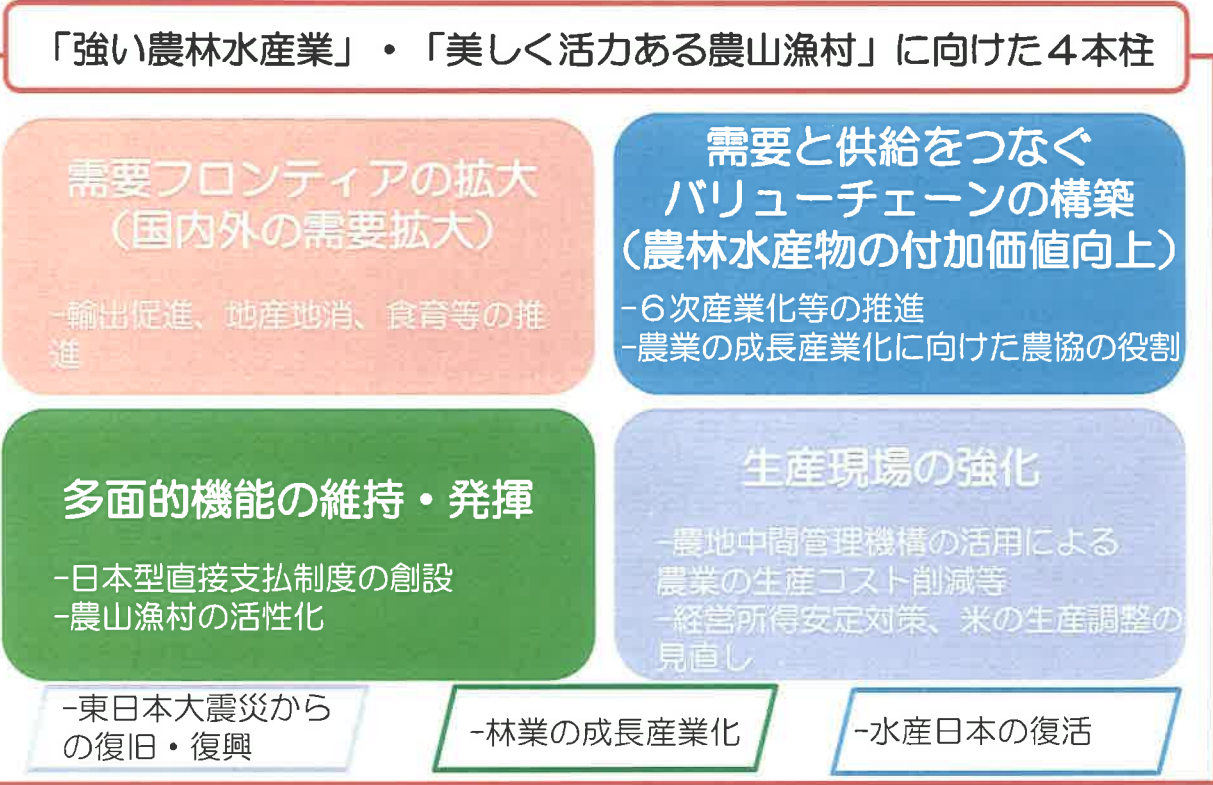 「強い農林水産業」・「美しく活力ある農山漁村」に向けた４本柱
需要フロンティアの拡大
（国内外の需要拡大）
-輸出促進、地産地消、食育等の推
進
需要と供給をつなぐ
バリューチェーンの構築
（農林水産物の付加価値向上）
-６次産業化等の推進
-農業の成長産業化に向けた農協の役割
多面的機能の維持・発揮
-日本型直接支払制度の創設
-農山漁村の活性化
生産現場の強化
-農地中間管理機構の活用による
農業の生産コスト削減等
-経営所得安定対策、米の生産調整の
見直し
-東日本大震災から
の復旧・復興
-林業の成長産業化
-水産日本の復活